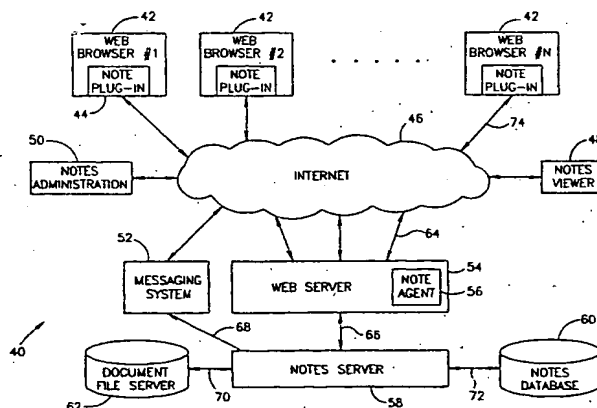 42
42
42
WEB
BROWSER #1
WEB
BROWSER #2
WEB
BROWSER #N
NOTE
PLUG-IN
NOTE
PLUG-IN
NOTE
PLUG-IN
44
46
74
50
NOTES
ADMINISTRATION
INTERNET
NOTES
VIEWER
52
64
54
MESSAGING
SYSTEM
WEB SERVER
NOTE
AGENT
56
60
68
66
40
DOCUMENT
FILE SERVER
NOTES SERVER
NOTES
DATABASE
62
70
58
72